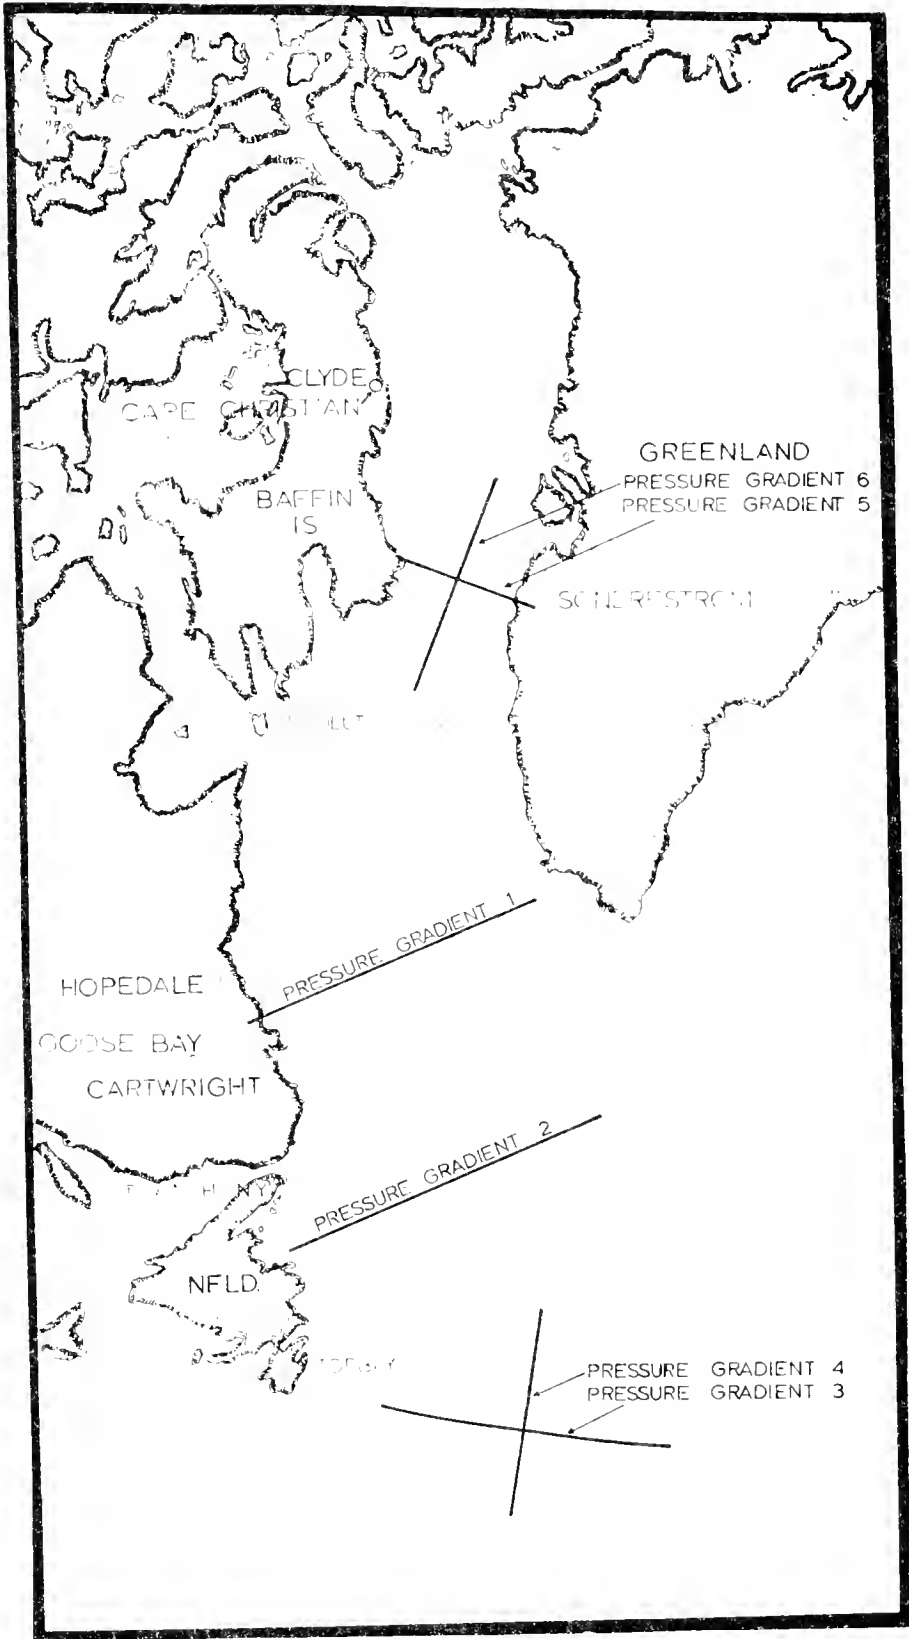 CLYDE
CAPE CHRISTIAN
GREENLAND
PRESSURE GRADIENT 6
PRESSURE GRADIENT 5
BAFFIN
IS
PRESSURE GRADIENT 1
HOPEDALE
GOOSE BAY
CARTWRIGHT
PRESSURE GRADIENT 2
NFLD.
PRESSURE GRADIENT 4
PRESSURE GRADIENT 3